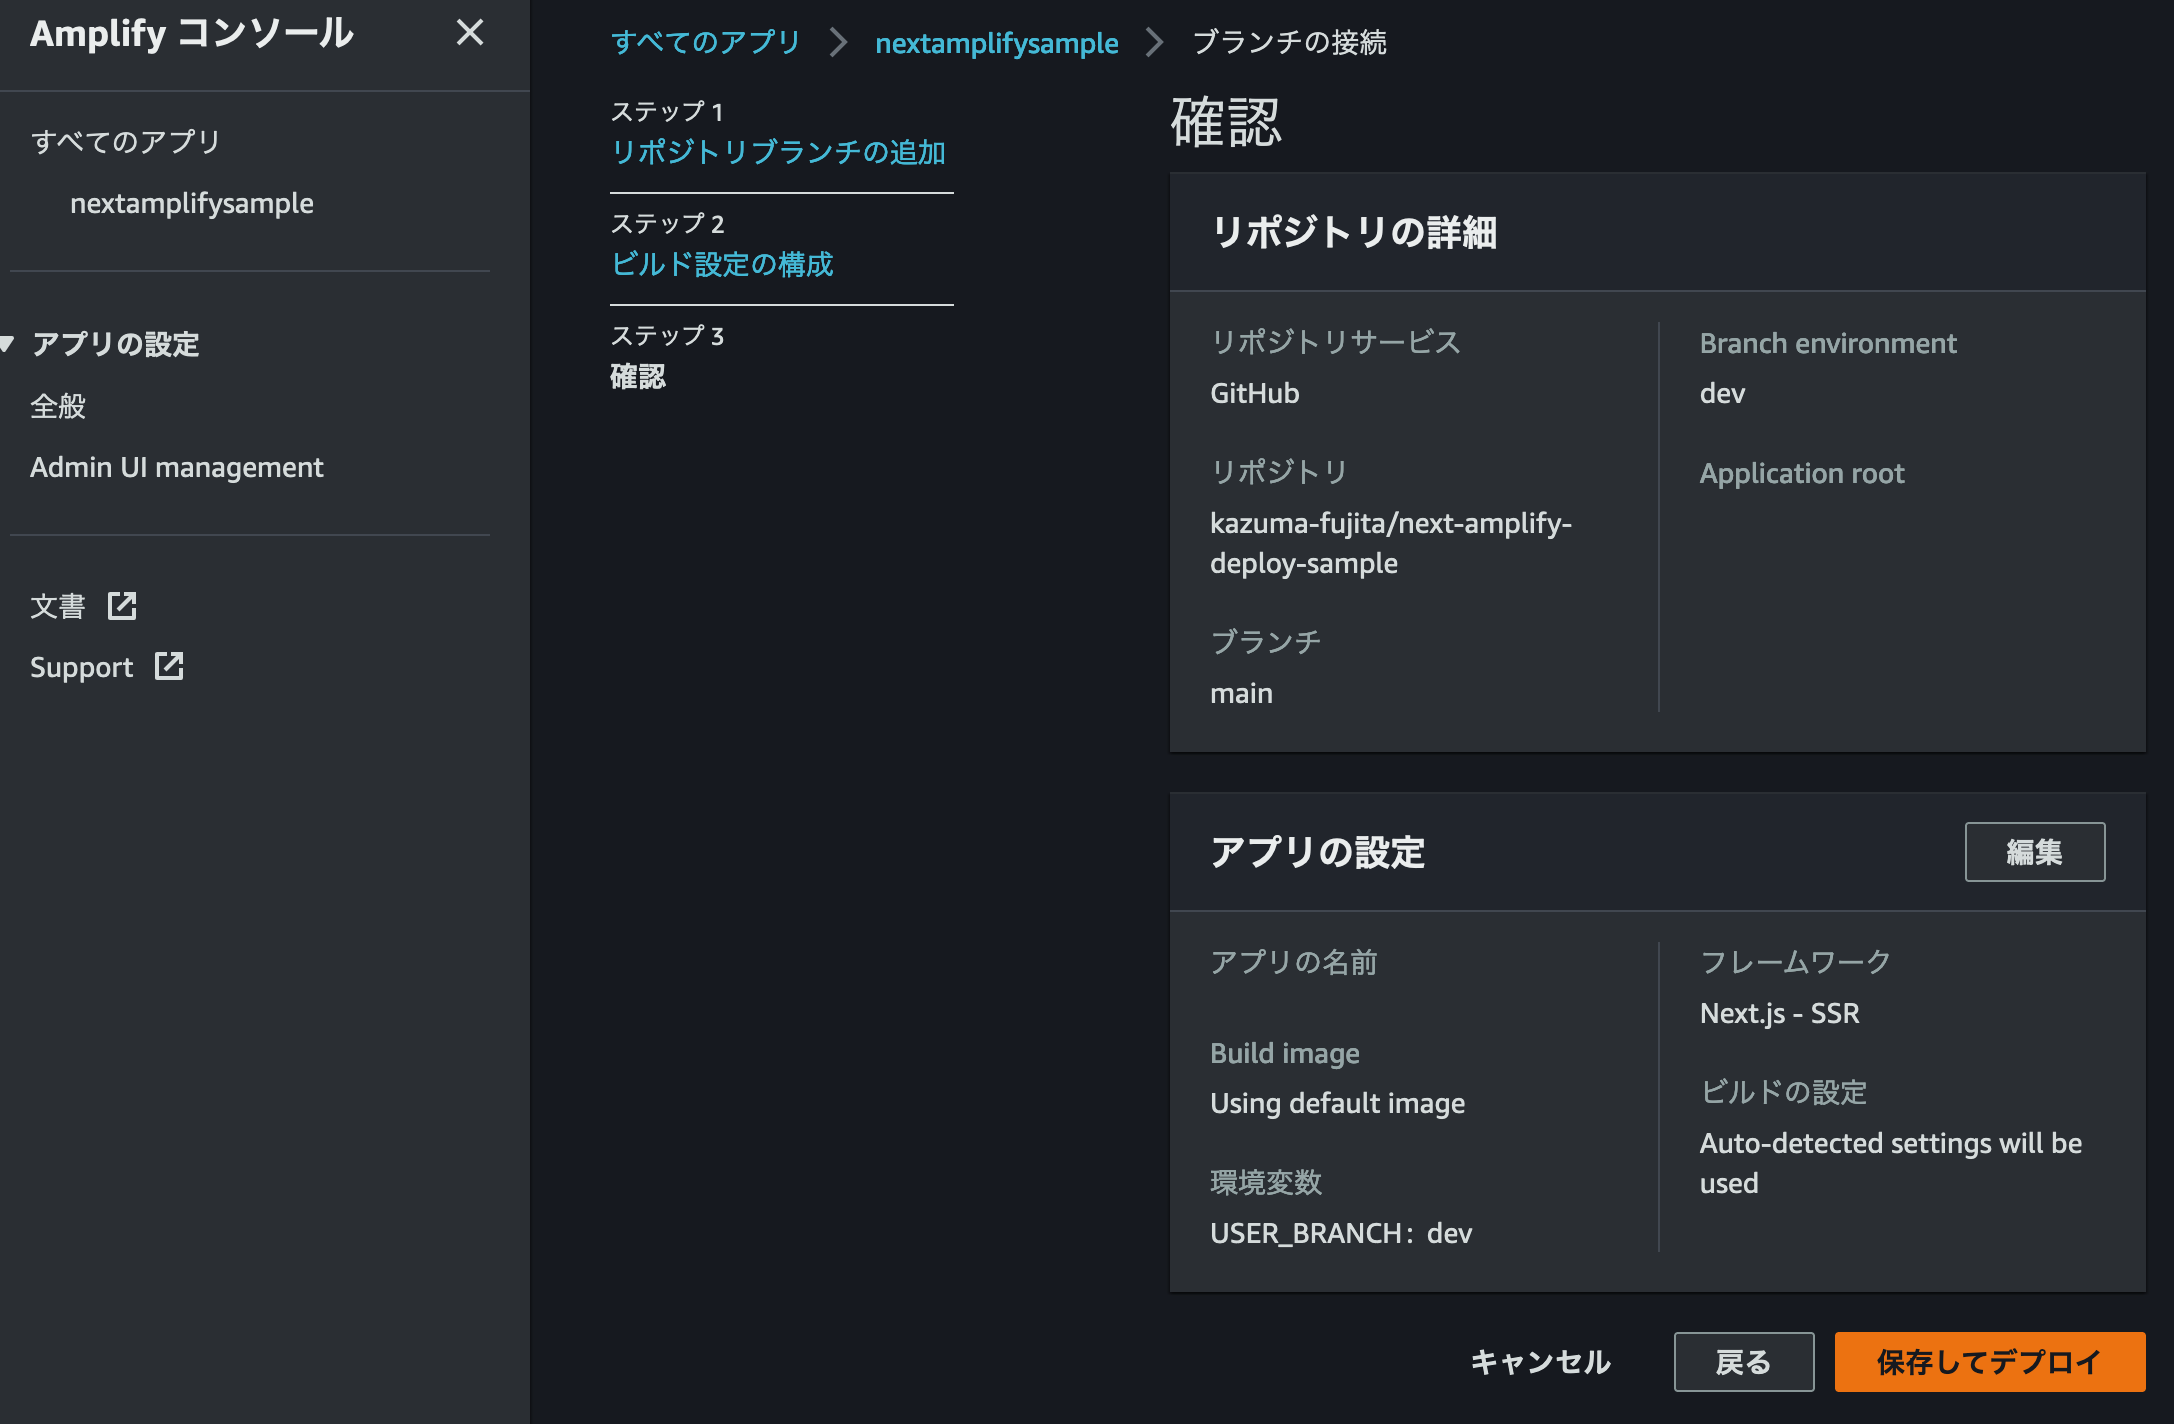 Amplify コンソール
すべてのアプリ
nextamplifysample
アプリの設定
全般
Admin UI management
文書
Support
すべてのアプリ > nextamplifysample > ブランチの接続
ステップ 1
リポジトリブランチの追加
ステップ 2
ビルド設定の構成
ステップ 3
確認
確認
リポジトリの詳細
リポジトリサービス
GitHub
リポジトリ
kazuma-fujita/next-amplify-
deploy-sample
ブランチ
main
Branch environment
dev
Application root
アプリの設定
編集
アプリの名前
Build image
Using default image
環境変数
USER_BRANCH: dev
フレームワーク
Next.js - SSR
ビルドの設定
Auto-detected settings will be
used
キャンセル
戻る
保存してデプロイ